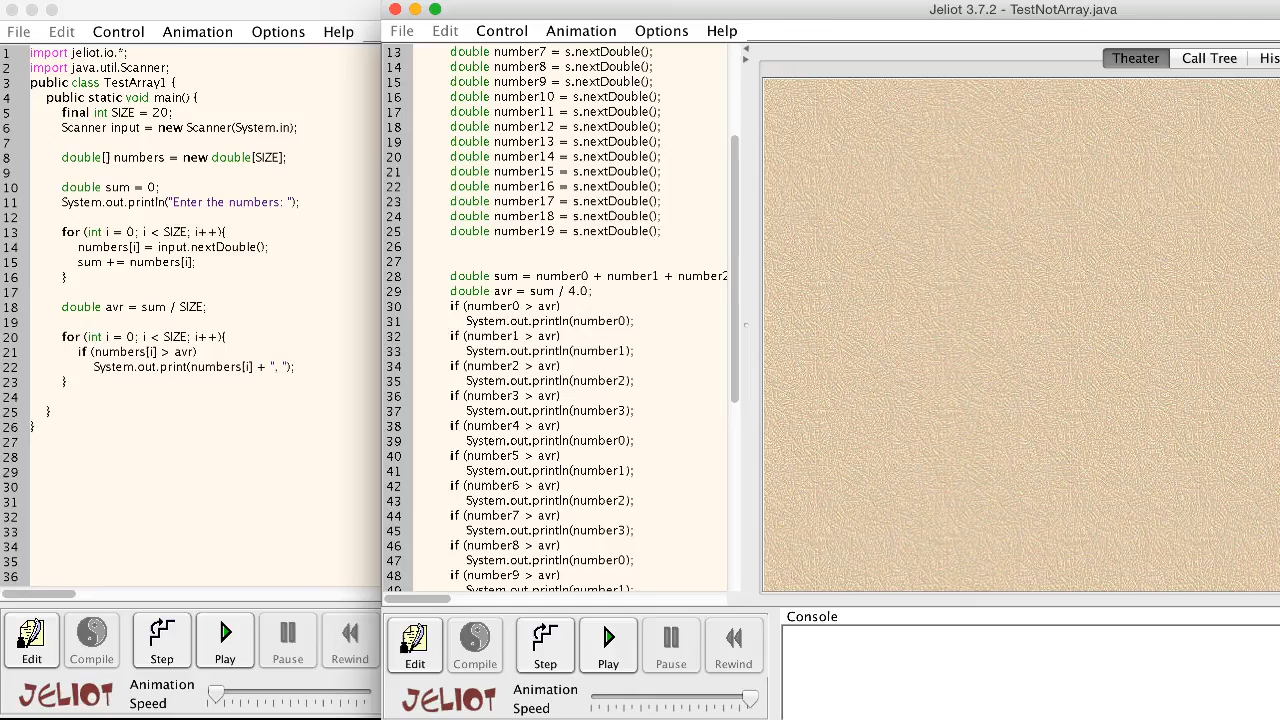 Jeliot 3.7.2 - TestNotArray.java
File Edit Control Animation Options Help
1 import jeliot.io.*;
2 import java.util.Scanner;
3 public class TestArray1 {
4 public static void main() {
5 final int SIZE = 20;
6 Scanner input = new Scanner(System.in);
7
8 double[] numbers = new double[SIZE];
9
10 double sum = 0;
11 System.out.println("Enter the numbers: ");
12
13 for (int i = 0; i < SIZE; i++){
14 numbers[i] = input.nextDouble();
15 sum += numbers[i];
16 }
17
18 double avr = sum / SIZE;
19
20 for (int i = 0; i < SIZE; i++){
21 if (numbers[i] > avr)
22 System.out.print(numbers[i] + ", ");
23 }
24
25 }
26 }
27
28
29
30
31
32
33
34
35
36
Edit Compile Step Play Pause Rewind
JELIOT Animation Speed
File Edit Control Animation Options Help
13 double number7 = s.nextDouble();
14 double number8 = s.nextDouble();
15 double number9 = s.nextDouble();
16 double number10 = s.nextDouble();
17 double number11 = s.nextDouble();
18 double number12 = s.nextDouble();
19 double number13 = s.nextDouble();
20 double number14 = s.nextDouble();
21 double number15 = s.nextDouble();
22 double number16 = s.nextDouble();
23 double number17 = s.nextDouble();
24 double number18 = s.nextDouble();
25 double number19 = s.nextDouble();
26
27
28 double sum = number0 + number1 + number2
29 double avr = sum / 4.0;
30 if (number0 > avr)
31 System.out.println(number0);
32 if (number1 > avr)
33 System.out.println(number1);
34 if (number2 > avr)
35 System.out.println(number2);
36 if (number3 > avr)
37 System.out.println(number3);
38 if (number4 > avr)
39 System.out.println(number0);
40 if (number5 > avr)
41 System.out.println(number1);
42 if (number6 > avr)
43 System.out.println(number2);
44 if (number7 > avr)
45 System.out.println(number3);
46 if (number8 > avr)
47 System.out.println(number0);
48 if (number9 > avr)
49 System.out.println(number1);
Theater Call Tree His
Edit Compile Step Play Pause Rewind
JELIOT Animation Speed
Console